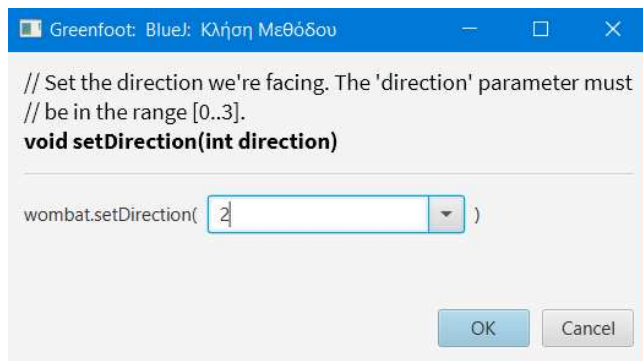 Greenfoot: BlueJ: Κλήση Μεθόδου
// Set the direction we're facing. The 'direction' parameter must
// be in the range [0..3].
void setDirection(int direction)
wombat.setDirection( 2 )
OK Cancel